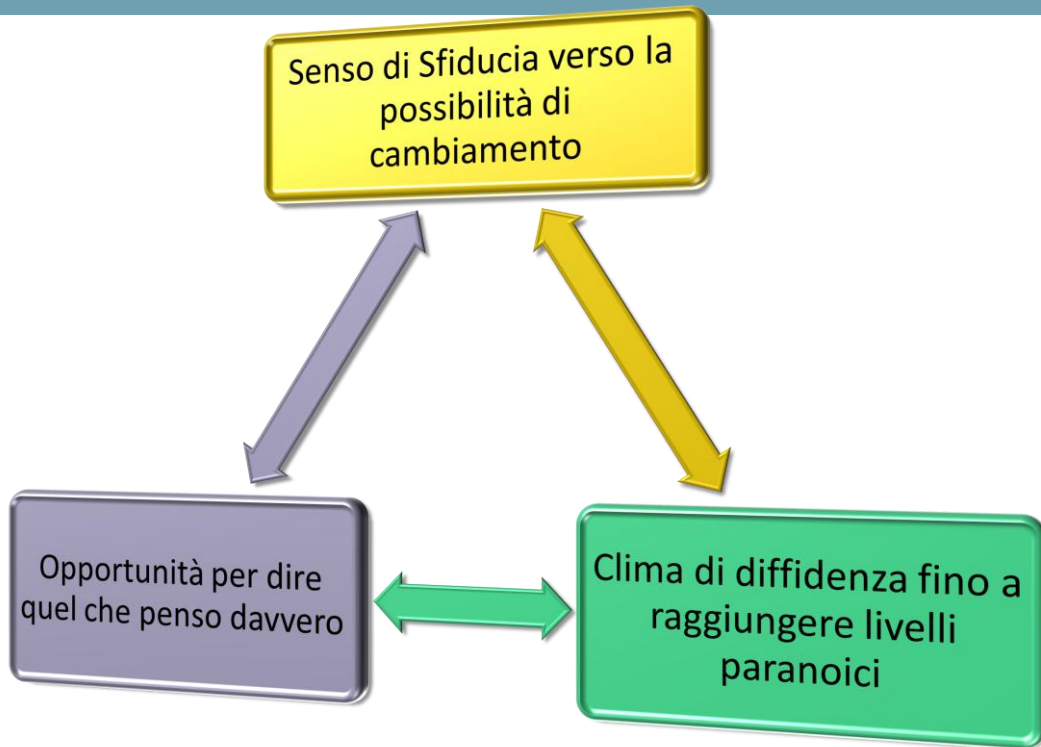 Senso di Sfiducia verso la
possibilità di
cambiamento
Opportunità per dire
quel che penso davvero
Clima di diffidenza fino a
raggiungere livelli
paranoici